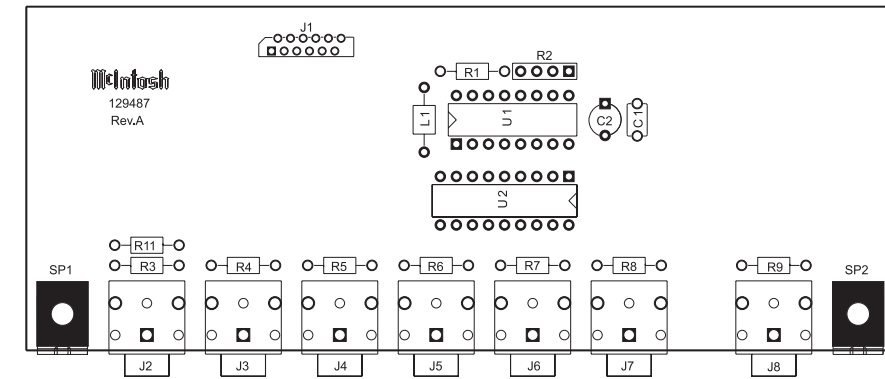 J1
R2
R1
McIntosh
129487
Rev.A
L1
U1
C2
C1
U2
R11
SP1
R3
R4
R5
R6
R7
R8
R9
SP2
J2
J3
J4
J5
J6
J7
J8